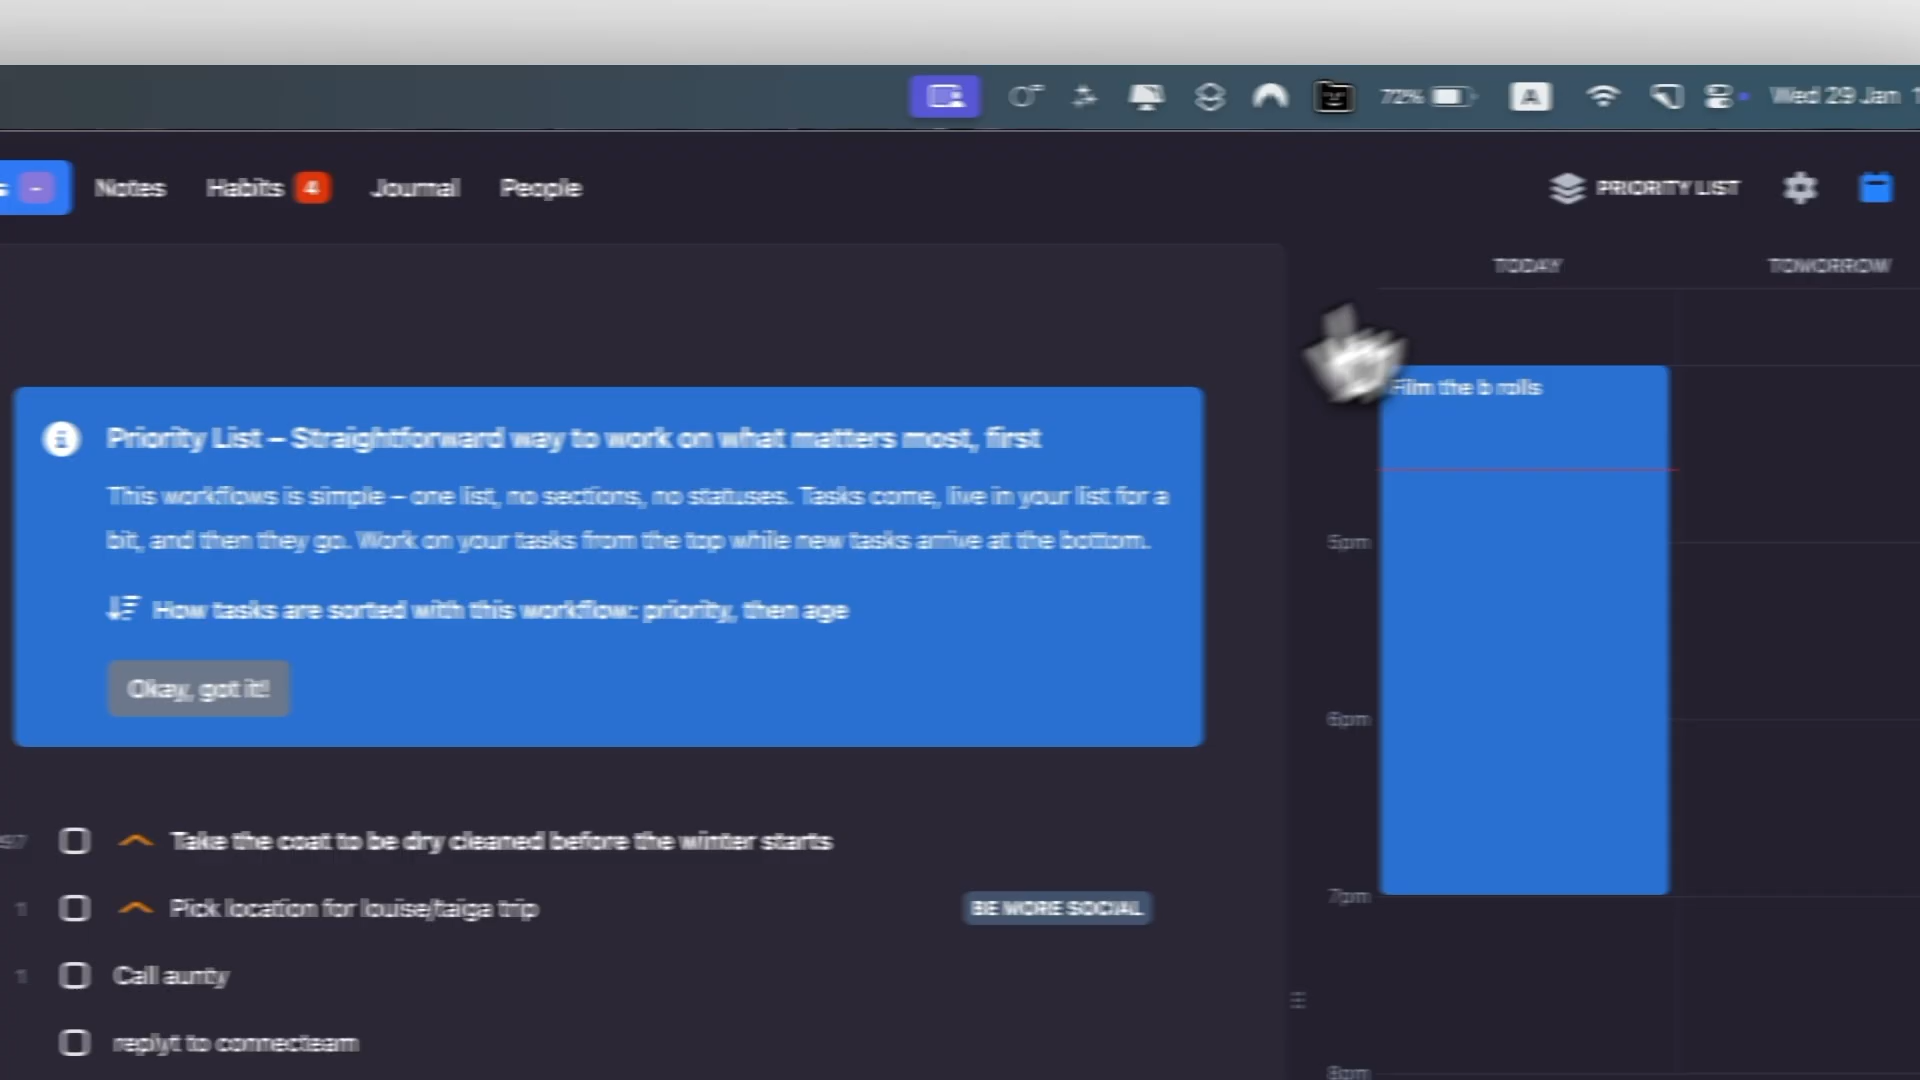 72%
A
Wed 29 Jan
Notes
Habits 4
Journal
People
PRIORITY LIST
TODAY
TOMORROW
Film the b rolls
Priority List – Straightforward way to work on what matters most, first
This workflows is simple – one list, no sections, no statuses. Tasks come, live in your list for a
bit, and then they go. Work on your tasks from the top while new tasks arrive at the bottom.
How tasks are sorted with this workflow: priority, then age
Okay, got it!
5pm
6pm
7pm
8pm
Take the coat to be dry cleaned before the winter starts
1
Pick location for louise/taiga trip
BE MORE SOCIAL
1
Call aunty
replyt to connecteam